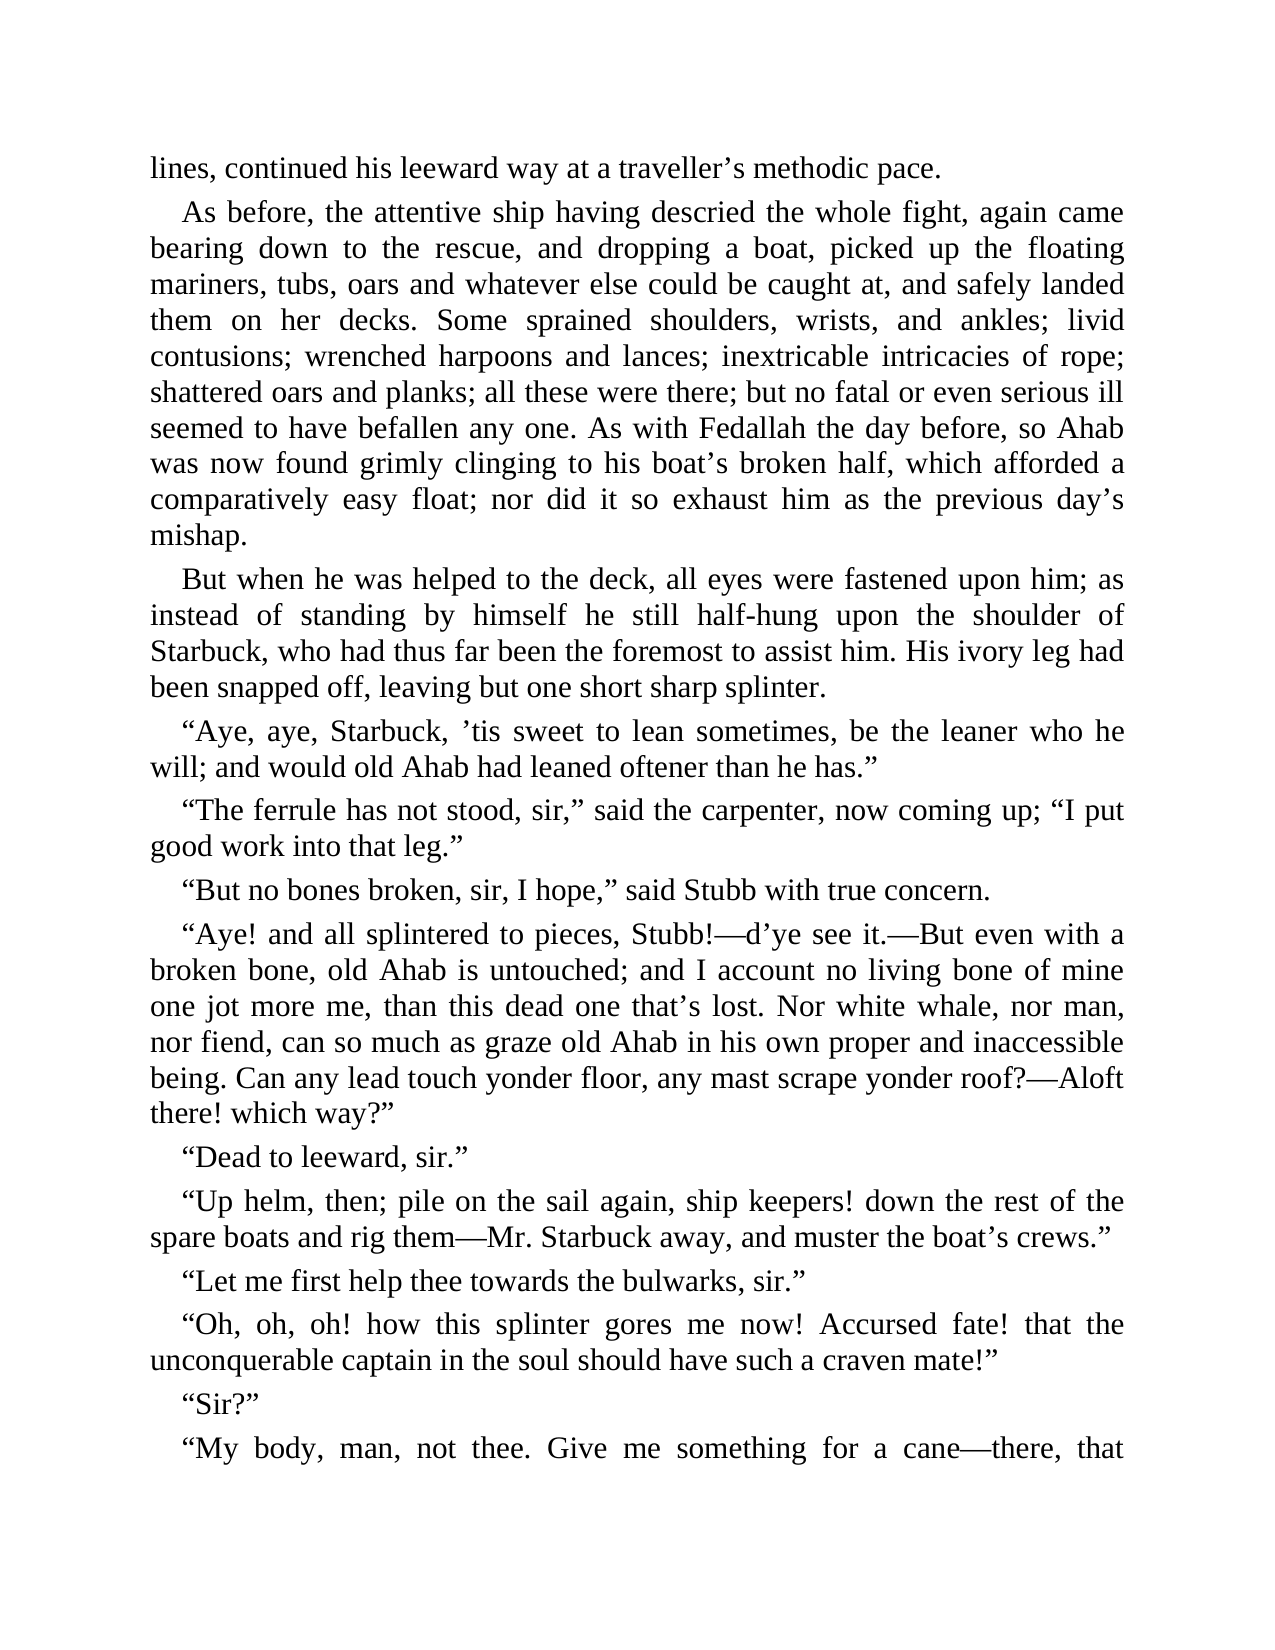 lines, continued his leeward way at a traveller’s methodic pace.
As before, the attentive ship having descried the whole fight, again came
bearing down to the rescue, and dropping a boat, picked up the floating
mariners, tubs, oars and whatever else could be caught at, and safely landed
them on her decks. Some sprained shoulders, wrists, and ankles; livid
contusions; wrenched harpoons and lances; inextricable intricacies of rope;
shattered oars and planks; all these were there; but no fatal or even serious ill
seemed to have befallen any one. As with Fedallah the day before, so Ahab
was now found grimly clinging to his boat’s broken half, which afforded a
comparatively easy float; nor did it so exhaust him as the previous day’s
mishap.
But when he was helped to the deck, all eyes were fastened upon him; as
instead of standing by himself he still half-hung upon the shoulder of
Starbuck, who had thus far been the foremost to assist him. His ivory leg had
been snapped off, leaving but one short sharp splinter.
“Aye, aye, Starbuck, ’tis sweet to lean sometimes, be the leaner who he
will; and would old Ahab had leaned oftener than he has.”
“The ferrule has not stood, sir,” said the carpenter, now coming up; “I put
good work into that leg.”
“But no bones broken, sir, I hope,” said Stubb with true concern.
“Aye! and all splintered to pieces, Stubb!—d’ye see it.—But even with a
broken bone, old Ahab is untouched; and I account no living bone of mine
one jot more me, than this dead one that’s lost. Nor white whale, nor man,
nor fiend, can so much as graze old Ahab in his own proper and inaccessible
being. Can any lead touch yonder floor, any mast scrape yonder roof?—Aloft
there! which way?”
“Dead to leeward, sir.”
“Up helm, then; pile on the sail again, ship keepers! down the rest of the
spare boats and rig them—Mr. Starbuck away, and muster the boat’s crews.”
“Let me first help thee towards the bulwarks, sir.”
“Oh, oh, oh! how this splinter gores me now! Accursed fate! that the
unconquerable captain in the soul should have such a craven mate!”
“Sir?”
“My body, man, not thee. Give me something for a cane—there, that